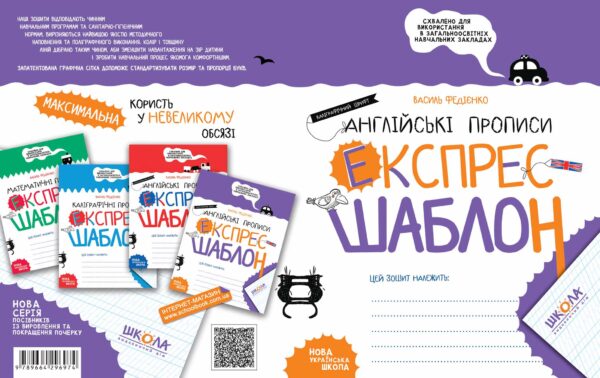 НАШІ ЗОШИТИ ВІДПОВІДАЮТЬ ЧИННИМ
НАВЧАЛЬНИМ ПРОГРАМАМ ТА САНІТАРНО-ГІГІЄНІЧНИМ
НОРМАМ, ВИРІЗНЯЮТЬСЯ НАЙВИЩОЮ ЯКІСТЮ МЕТОДИЧНОГО
НАПОВНЕННЯ ТА ПОЛІГРАФІЧНОГО ВИКОНАННЯ. КОЛІР І ТОВЩИНУ
ЛІНІЙ ДІБРАНО ТАКИМ ЧИНОМ, АБИ ЗМЕНШИТИ НАВАНТАЖЕННЯ НА ЗІР ДИТИНИ
І ЗРОБИТИ НАВЧАЛЬНИЙ ПРОЦЕС ЯКОМОГА КОМФОРТНІШИМ.
ЗАПАТЕНТОВАНА ГРАФІЧНА СІТКА ДОПОМОЖЕ СТАНДАРТИЗУВАТИ РОЗМІР ТА ПРОПОРЦІЇ БУКВ.
МАКСИМАЛЬНА КОРИСТЬ
У НЕВЕЛИКОМУ
ОБСЯЗІ
МАТЕМАТИЧНІ
ЕКСПРЕС
ШАБЛОН
КАЛІГРАФІЧНІ
ЕКСПРЕС
ШАБЛОН
АНГЛІЙСЬКІ
ЕКСПРЕС
ШАБЛОН
АНГЛІЙСЬКІ ПРОПИСИ
ЕКСПРЕС
ШАБЛОН
ІНТЕРНЕТ-МАГАЗИН
www.schoolbook.com.ua
НОВА
СЕРІЯ
ПОСІБНИКІВ
ІЗ ВИРОБЛЕННЯ ТА
ПОКРАЩЕННЯ ПОЧЕРКУ
ШКОЛА
ВИДАВНИЧИЙ ДІМ
9 789664 296974
СХВАЛЕНО ДЛЯ
ВИКОРИСТАННЯ
В ЗАГАЛЬНООСВІТНІХ
НАВЧАЛЬНИХ ЗАКЛАДАХ
ВАСИЛЬ ФЕДІЄНКО
КАЛІГРАФІЧНИЙ ШРИФТ
АНГЛІЙСЬКІ ПРОПИСИ
ЕКСПРЕС
ШАБЛОН
ЦЕЙ ЗОШИТ НАЛЕЖИТЬ:
НОВА
УКРАЇНСЬКА
ШКОЛА
ШКОЛА
ВИДАВНИЧИЙ ДІМ